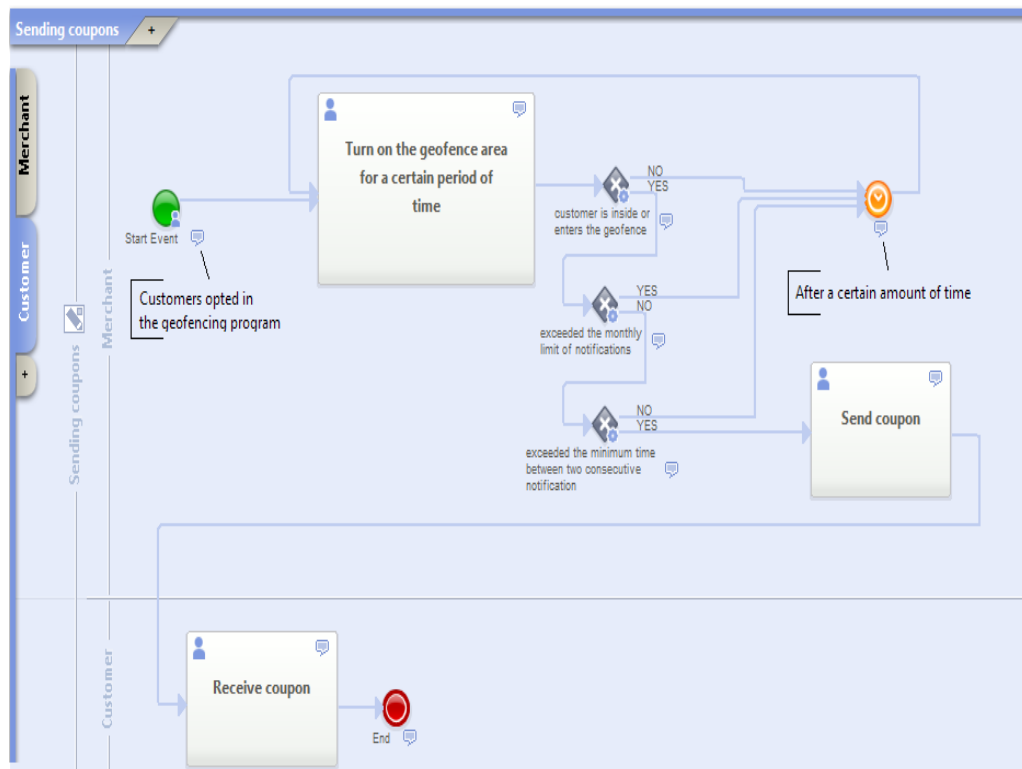 Sending coupons
+
Merchant
Customer
+
Sending coupons
Merchant
Customer
Start Event
Customers opted in
the geofencing program
Turn on the geofence area
for a certain period of
time
NO
YES
customer is inside or
enters the geofence
YES
NO
exceeded the monthly
limit of notifications
NO
YES
exceeded the minimum time
between two consecutive
notification
After a certain amount of time
Send coupon
Receive coupon
End